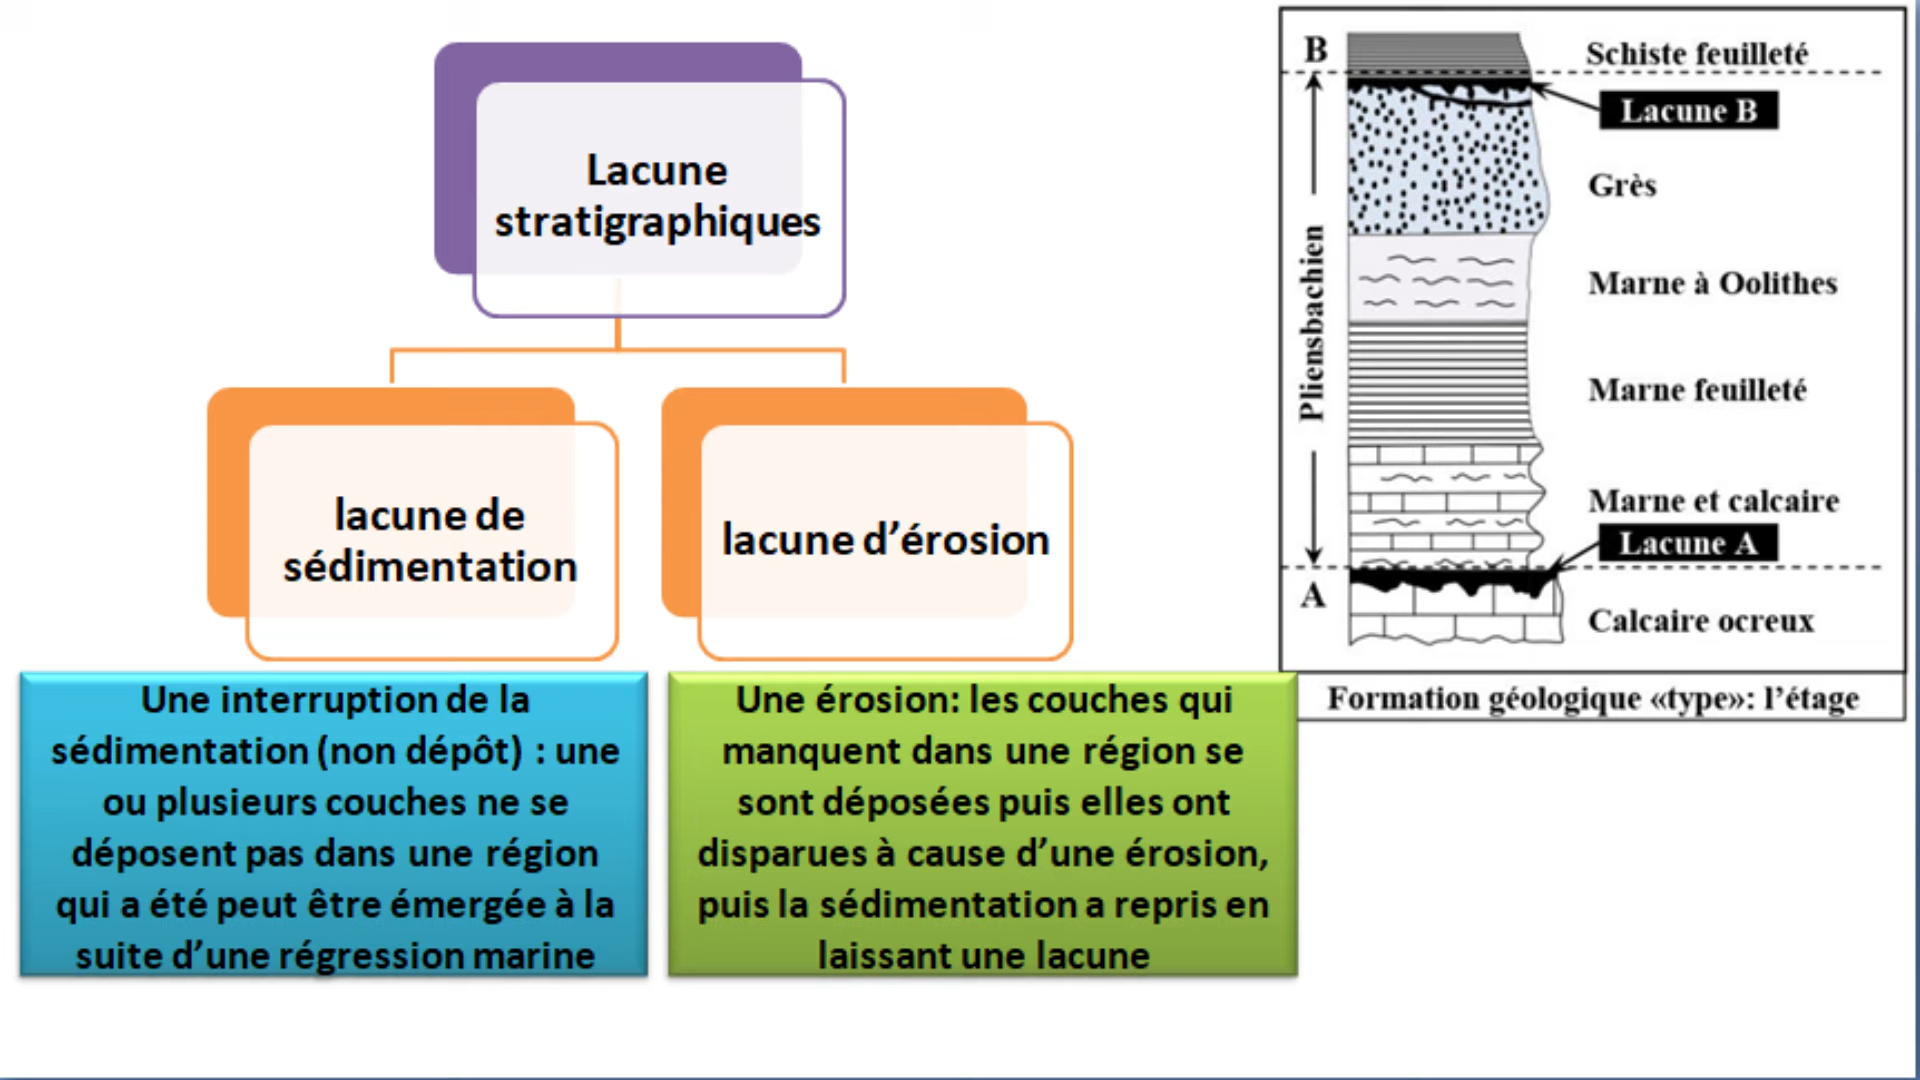 Lacune
stratigraphiques
lacune de
sédimentation
lacune d’érosion
Une interruption de la
sédimentation (non dépôt) : une
ou plusieurs couches ne se
déposent pas dans une région
qui a été peut être émergée à la
suite d’une régression marine
Une érosion: les couches qui
manquent dans une région se
sont déposées puis elles ont
disparues à cause d’une érosion,
puis la sédimentation a repris en
laissant une lacune
B
Schiste feuilleté
Lacune B
Grès
Pliensbachien
Marne à Oolithes
Marne feuilleté
Marne et calcaire
Lacune A
A
Calcaire ocreux
Formation géologique «type»: l’étage